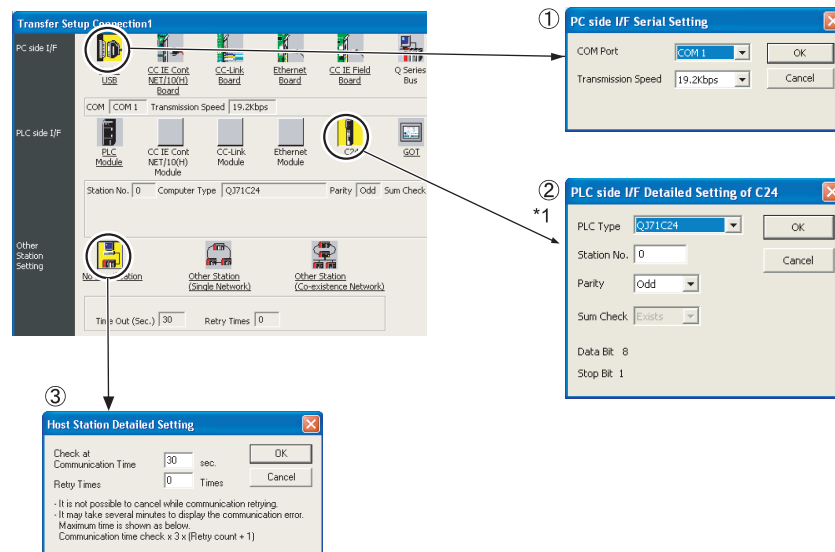 Transfer Setup Connection1
PC side I/F
USB
CC IE Cont
NET/10(H)
Board
CC-Link
Board
Ethernet
Board
CC IE Field
Board
Q Series
Bus
COM COM 1 Transmission Speed 19.2Kbps
PLC side I/F
PLC
Module
CC IE Cont
NET/10(H)
Module
CC-Link
Module
Ethernet
Module
C24
GOT
Station No. 0 Computer Type QJ71C24 Parity Odd Sum Check
Other
Station
Setting
Other Station
(Single Network)
Other Station
(Co-existence Network)
Time Out (Sec.) 30 Retry Times 0
①
PC side I/F Serial Setting
COM Port COM 1 OK
Transmission Speed 19.2Kbps Cancel
②
*1
PLC side I/F Detailed Setting of C24
PLC Type QJ71C24 OK
Station No. 0 Cancel
Parity Odd
Sum Check Exists
Data Bit 8
Stop Bit 1
③
Host Station Detailed Setting
Check at
Communication Time 30 sec. OK
Retry Times 0 Times Cancel
- It is not possible to cancel while communication retrying.
- It may take several minutes to display the communication error.
Maximum time is shown as below.
Communication time check x 3 x (Retry count + 1)